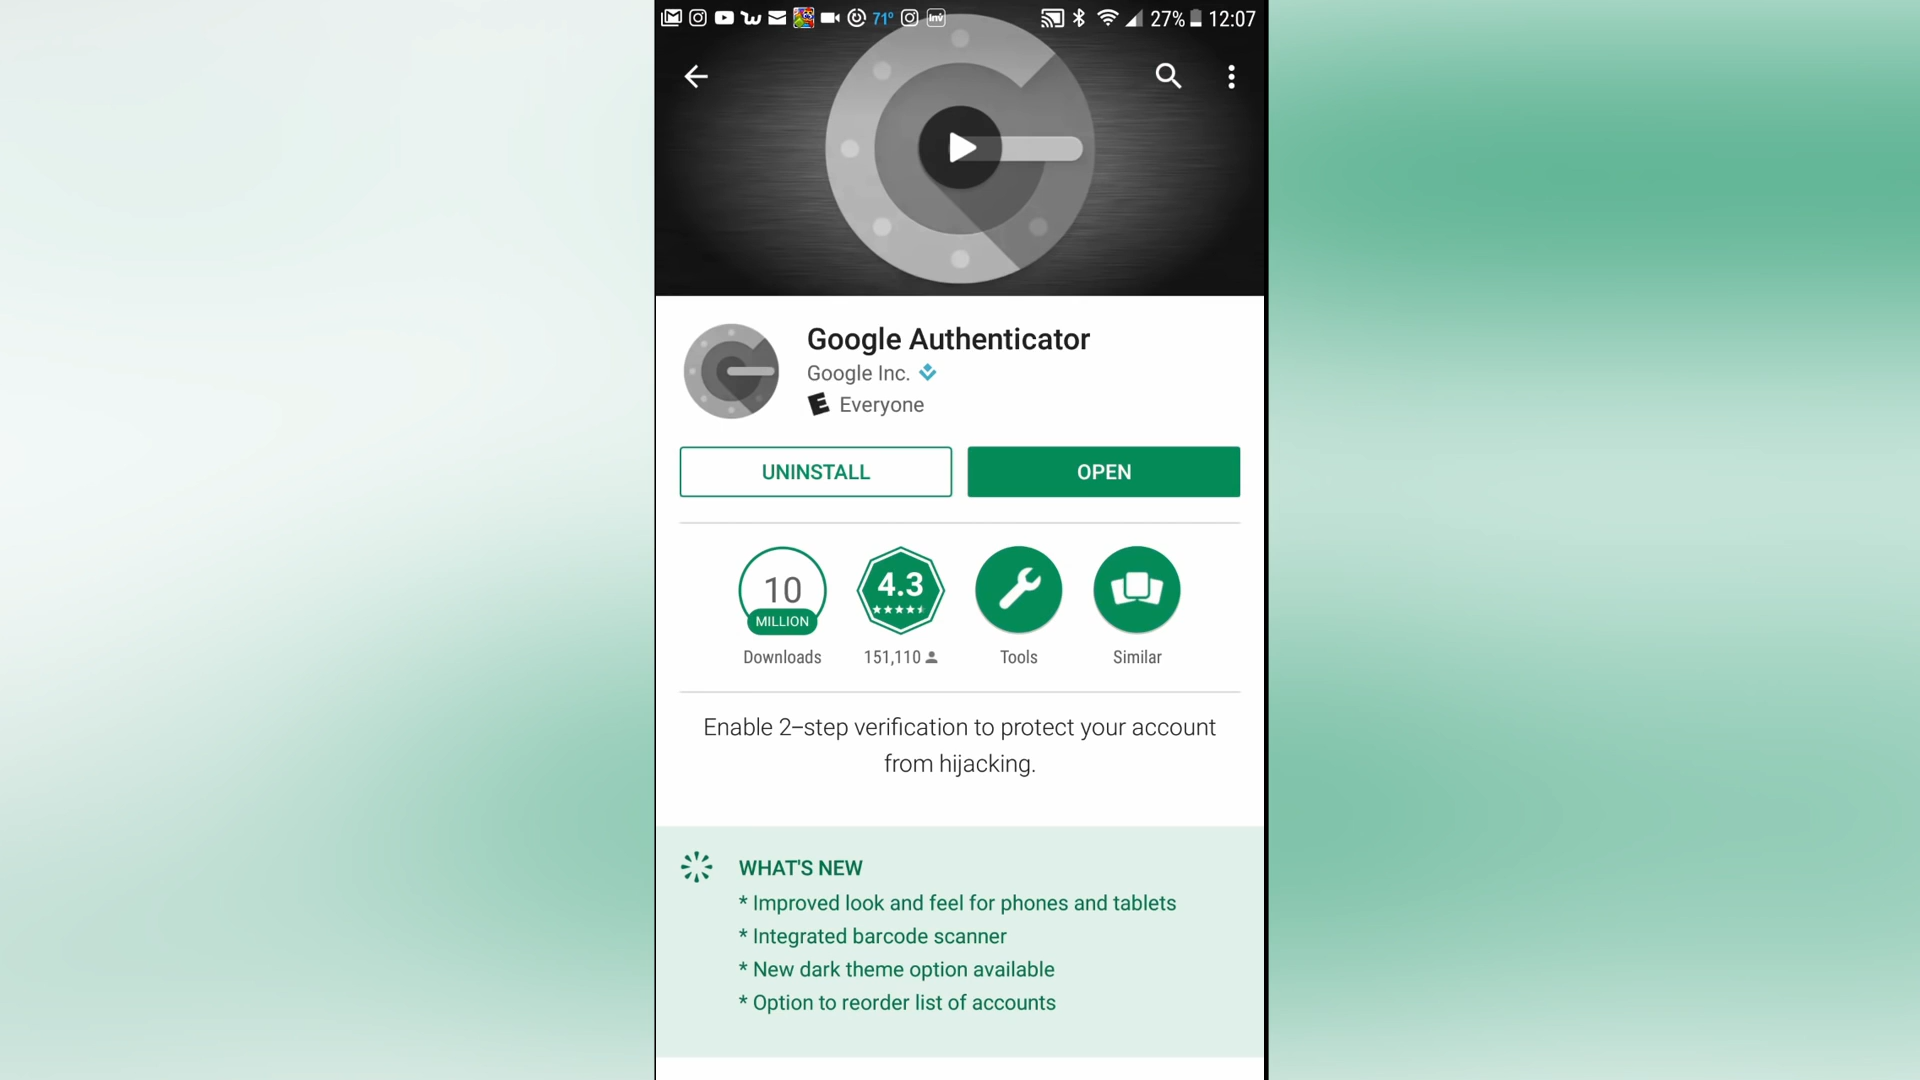 71° 27% 12:07
Google Authenticator
Google Inc.
E Everyone
UNINSTALL OPEN
10 4.3
MILLION
Downloads 151,110 Tools Similar
Enable 2-step verification to protect your account
from hijacking.
WHAT'S NEW
* Improved look and feel for phones and tablets
* Integrated barcode scanner
* New dark theme option available
* Option to reorder list of accounts